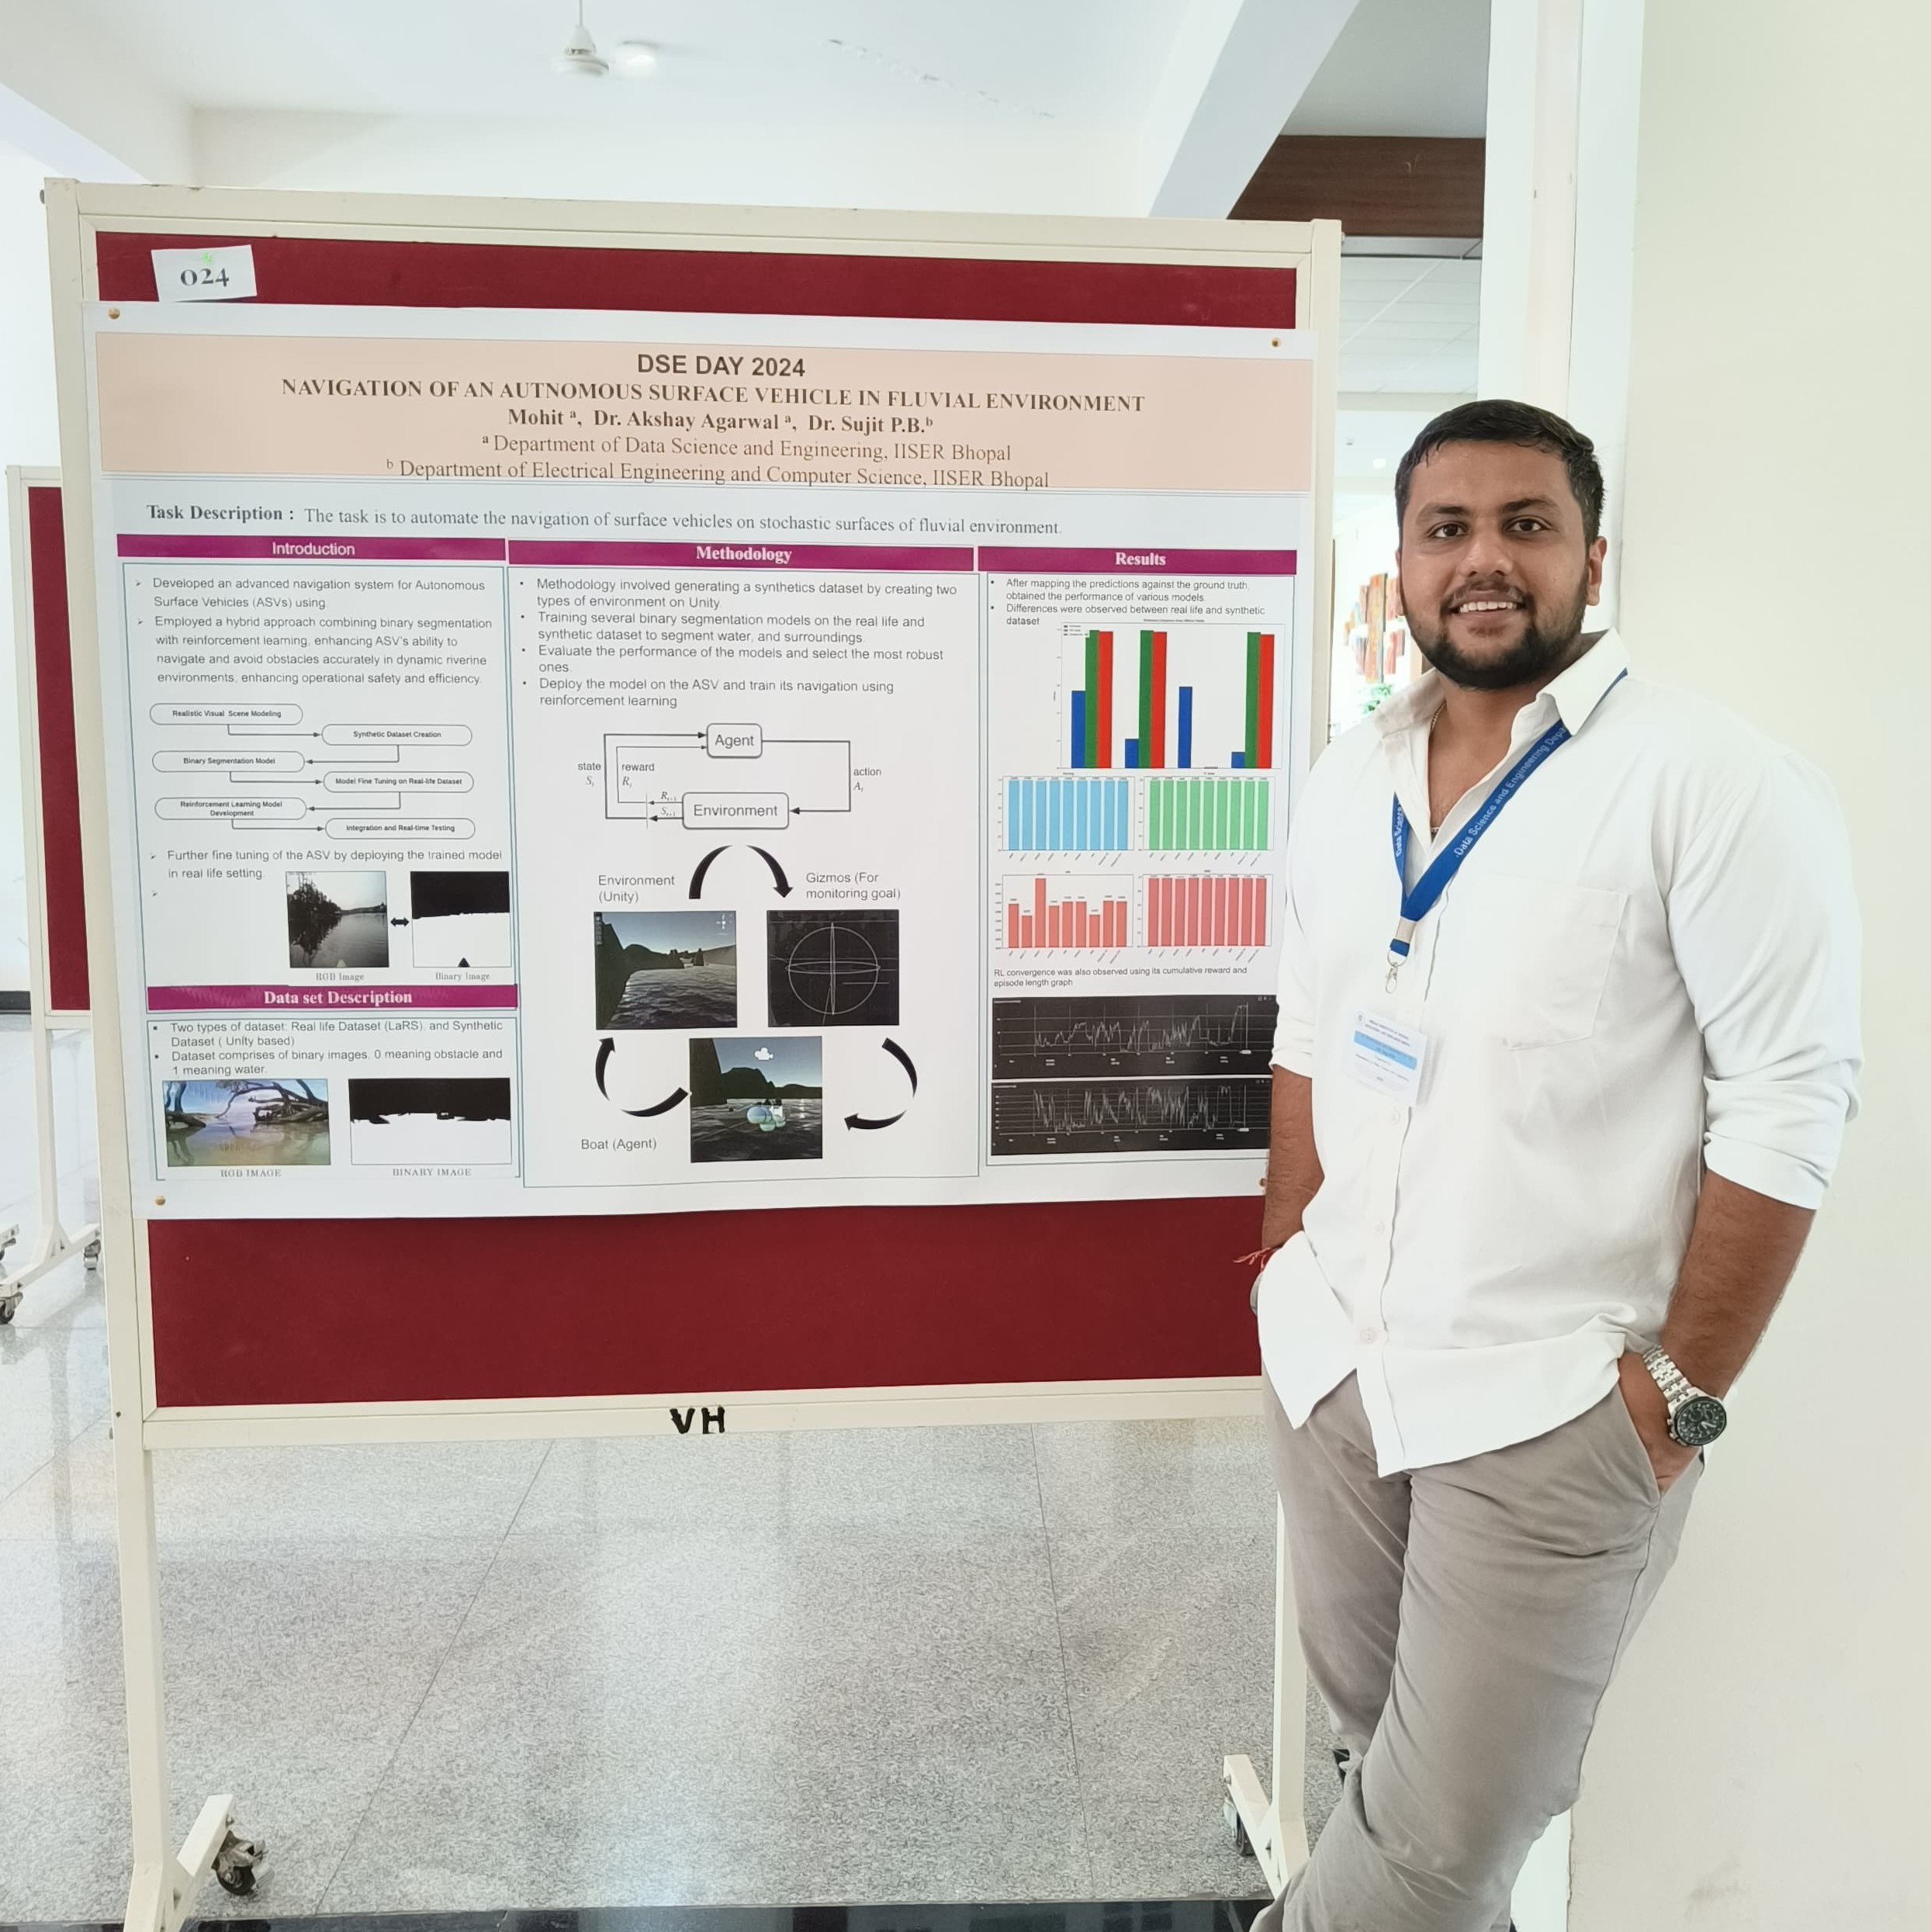 024
DSE DAY 2024
NAVIGATION OF AN AUTNOMOUS SURFACE VEHICLE IN FLUVIAL ENVIRONMENT
Mohit a, Dr. Akshay Agarwal a, Dr. Sujit P.B.b
a Department of Data Science and Engineering, IISER Bhopal
b Department of Electrical Engineering and Computer Science, IISER Bhopal
Task Description : The task is to automate the navigation of surface vehicles on stochastic surfaces of fluvial environment.
Introduction
Developed an advanced navigation system for Autonomous
Surface Vehicles (ASVs) using
Employed a hybrid approach combining binary segmentation
with reinforcement learning, enhancing ASV's ability to
navigate and avoid obstacles accurately in dynamic riverine
environments, enhancing operational safety and efficiency.
Realistic Visual Scene Modeling
Synthetic Dataset Creation
Binary Segmentation Model
Model Fine Tuning on Real-life Dataset
Reinforcement Learning Model
Development
Integration and Real-time Testing
Further fine tuning of the ASV by deploying the trained model
in real life setting.
RGB Image
Binary Image
Data set Description
Two types of dataset: Real life Dataset (LaRS), and Synthetic
Dataset ( Unity based)
Dataset comprises of binary images, 0 meaning obstacle and
1 meaning water.
RGB IMAGE
BINARY IMAGE
Methodology
• Methodology involved generating a synthetics dataset by creating two
types of environment on Unity.
• Training several binary segmentation models on the real life and
synthetic dataset to segment water, and surroundings.
• Evaluate the performance of the models and select the most robust
ones.
• Deploy the model on the ASV and train its navigation using
reinforcement learning
Agent
state
St
reward
Rt
action
At
Rt+1
St+1
Environment
Environment
(Unity)
Gizmos (For
monitoring goal)
Boat (Agent)
Results
• After mapping the predictions against the ground truth,
obtained the performance of various models
• Differences were observed between real life and synthetic
dataset
RL convergence was also observed using its cumulative reward and
episode length graph
VH
Data Science
Data Science and Engineering Depa